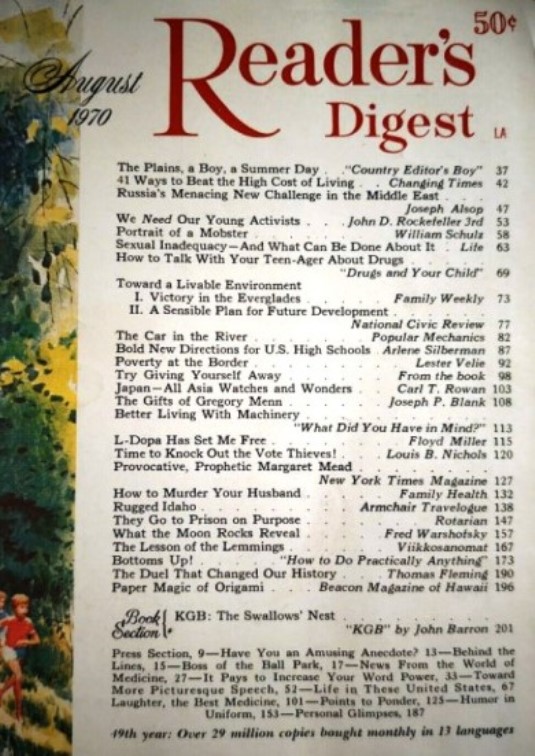 50¢
August
1970
Reader's
Digest
LA
The Plains, a Boy, a Summer Day . . "Country Editor's Boy" 37
41 Ways to Beat the High Cost of Living . . Changing Times 42
Russia's Menacing New Challenge in the Middle East . .
Joseph Alsop 47
We Need Our Young Activists . . John D. Rockefeller 3rd 53
Portrait of a Mobster . . . . . William Schulz 58
Sexual Inadequacy—And What Can Be Done About It . Life 63
How to Talk With Your Teen-Ager About Drugs
"Drugs and Your Child" 69
Toward a Livable Environment
I. Victory in the Everglades . . . . Family Weekly 73
II. A Sensible Plan for Future Development . . . .
National Civic Review 77
The Car in the River . . . . . Popular Mechanics 82
Bold New Directions for U.S. High Schools Arlene Silberman 87
Poverty at the Border . . . . . Lester Velie 92
Try Giving Yourself Away . . . . From the book 98
Japan—All Asia Watches and Wonders . Carl T. Rowan 103
The Gifts of Gregory Menn . . . . Joseph P. Blank 108
Better Living With Machinery . . . . .
"What Did You Have in Mind?" 113
L-Dopa Has Set Me Free . . . . . Floyd Miller 115
Time to Knock Out the Vote Thieves! . Louis B. Nichols 120
Provocative, Prophetic Margaret Mead . . . .
New York Times Magazine 127
How to Murder Your Husband . . . . Family Health 132
Rugged Idaho . . . . . Armchair Travelogue 138
They Go to Prison on Purpose . . . . . Rotarian 147
What the Moon Rocks Reveal . . . Fred Warshofsky 157
The Lesson of the Lemmings . . . . Viikkosanomat 167
Bottoms Up! . . . "How to Do Practically Anything" 173
The Duel That Changed Our History . . Thomas Fleming 190
Paper Magic of Origami . . Beacon Magazine of Hawaii 196
Book
Section
KGB: The Swallows' Nest . . . . .
"KGB" by John Barron 201
Press Section, 9—Have You an Amusing Anecdote? 13—Behind the
Lines, 15—Boss of the Ball Park, 17—News From the World of
Medicine, 27—It Pays to Increase Your Word Power, 33—Toward
More Picturesque Speech, 52—Life in These United States, 67
Laughter, the Best Medicine, 101—Points to Ponder, 125—Humor in
Uniform, 153—Personal Glimpses, 187
49th year: Over 29 million copies bought monthly in 13 languages